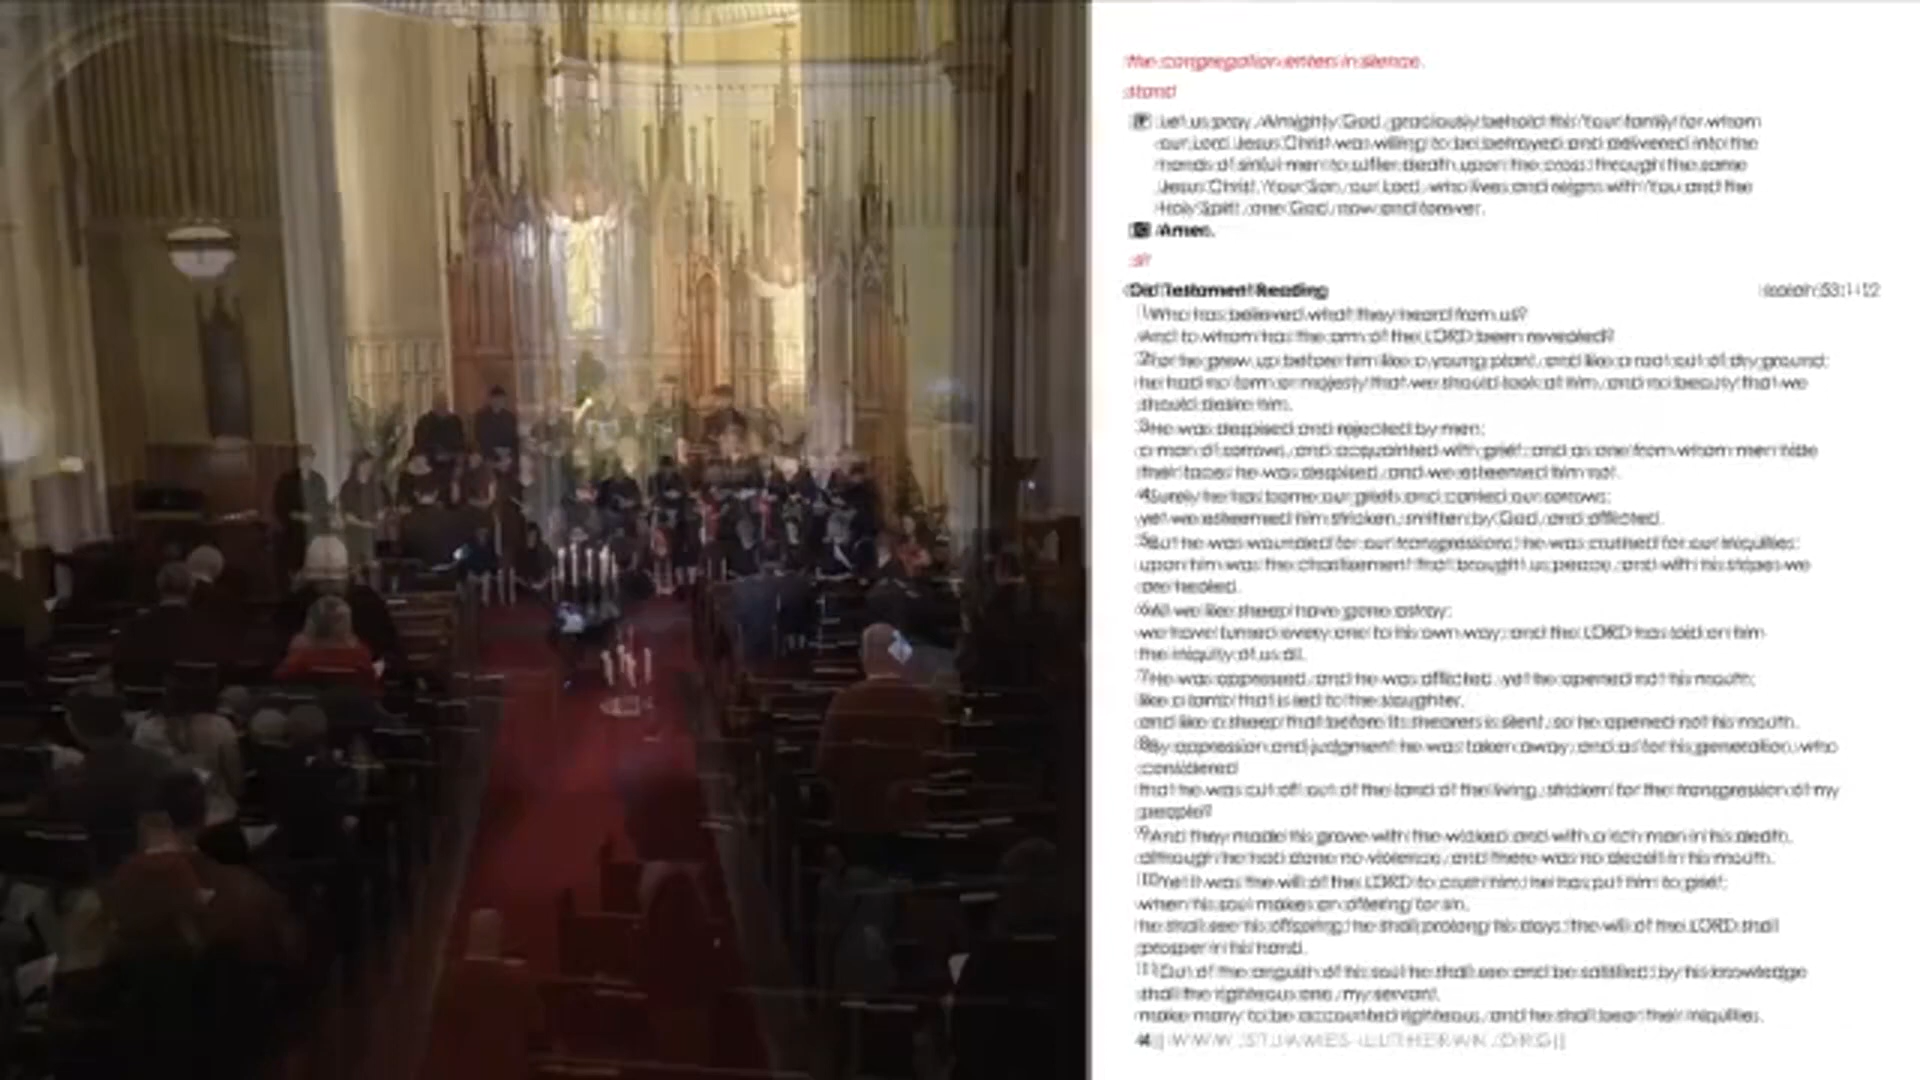 the congregation enters in silence.
stand
P Let us pray. Almighty God, graciously behold this Your family for whom
our Lord Jesus Christ was willing to be betrayed and delivered into the
hands of sinful men to suffer death upon the cross; through the same
Jesus Christ, Your Son, our Lord, who lives and reigns with You and the
Holy Spirit, one God, now and forever.
C Amen.
sit
Old Testament Reading Isaiah 53:1-12
1Who has believed what they heard from us?
And to whom has the arm of the LORD been revealed?
2For he grew up before him like a young plant, and like a root out of dry ground;
he had no form or majesty that we should look at him, and no beauty that we
should desire him.
3He was despised and rejected by men;
a man of sorrows, and acquainted with grief; and as one from whom men hide
their faces he was despised, and we esteemed him not.
4Surely he has borne our griefs and carried our sorrows;
yet we esteemed him stricken, smitten by God, and afflicted.
5But he was wounded for our transgressions; he was crushed for our iniquities;
upon him was the chastisement that brought us peace, and with his stripes we
are healed.
6All we like sheep have gone astray;
we have turned every one to his own way; and the LORD has laid on him
the iniquity of us all.
7He was oppressed, and he was afflicted, yet he opened not his mouth;
like a lamb that is led to the slaughter,
and like a sheep that before its shearers is silent, so he opened not his mouth.
8By oppression and judgment he was taken away; and as for his generation, who
considered
that he was cut off out of the land of the living, stricken for the transgression of my
people?
9And they made his grave with the wicked and with a rich man in his death,
although he had done no violence, and there was no deceit in his mouth.
10Yet it was the will of the LORD to crush him; he has put him to grief;
when his soul makes an offering for sin,
he shall see his offspring; he shall prolong his days; the will of the LORD shall
prosper in his hand.
11Out of the anguish of his soul he shall see and be satisfied; by his knowledge
shall the righteous one, my servant,
make many to be accounted righteous, and he shall bear their iniquities.
4|| WWW.STJAMES-LUTHERAN.ORG||